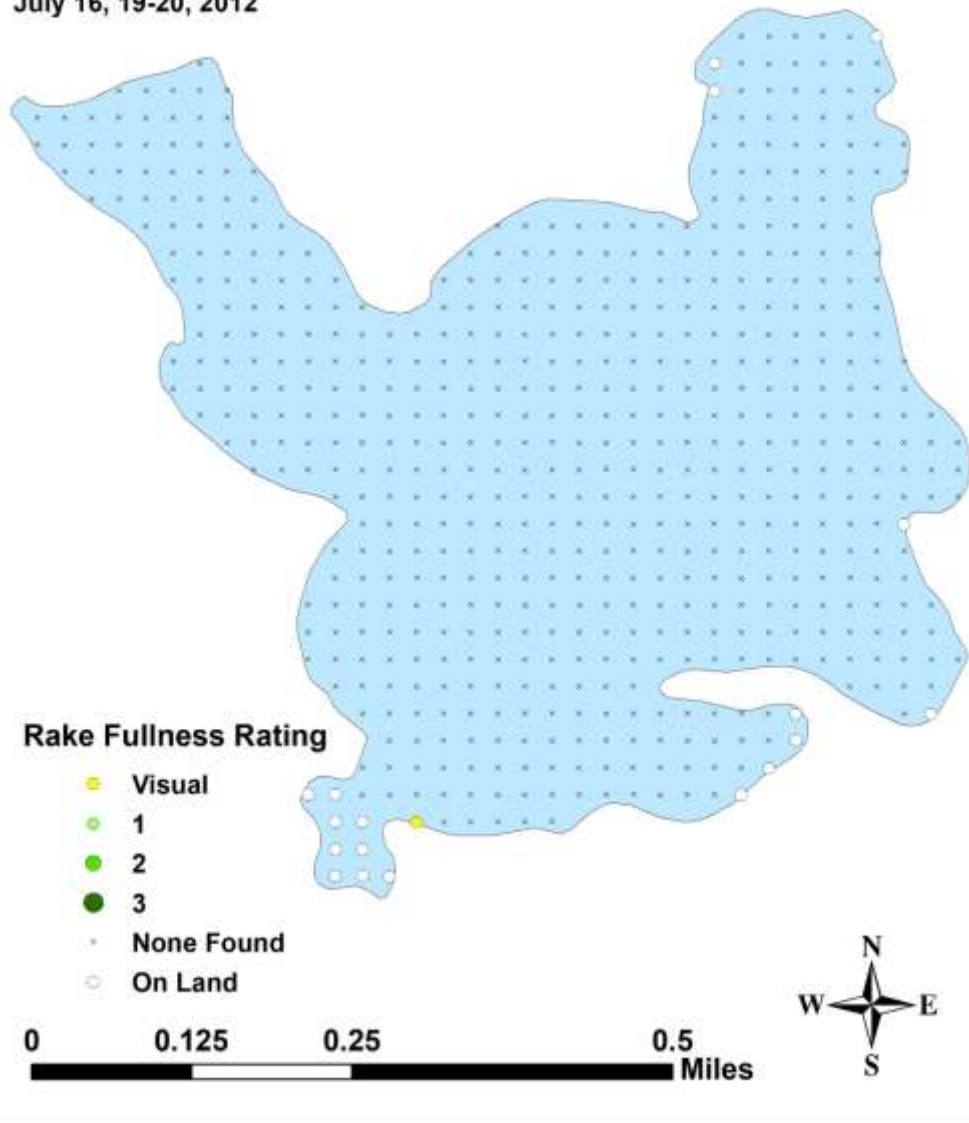 July 16, 19-20, 2012
Rake Fullness Rating
Visual
1
2
3
None Found
On Land
N
W E
S
0 0.125 0.25 0.5
Miles